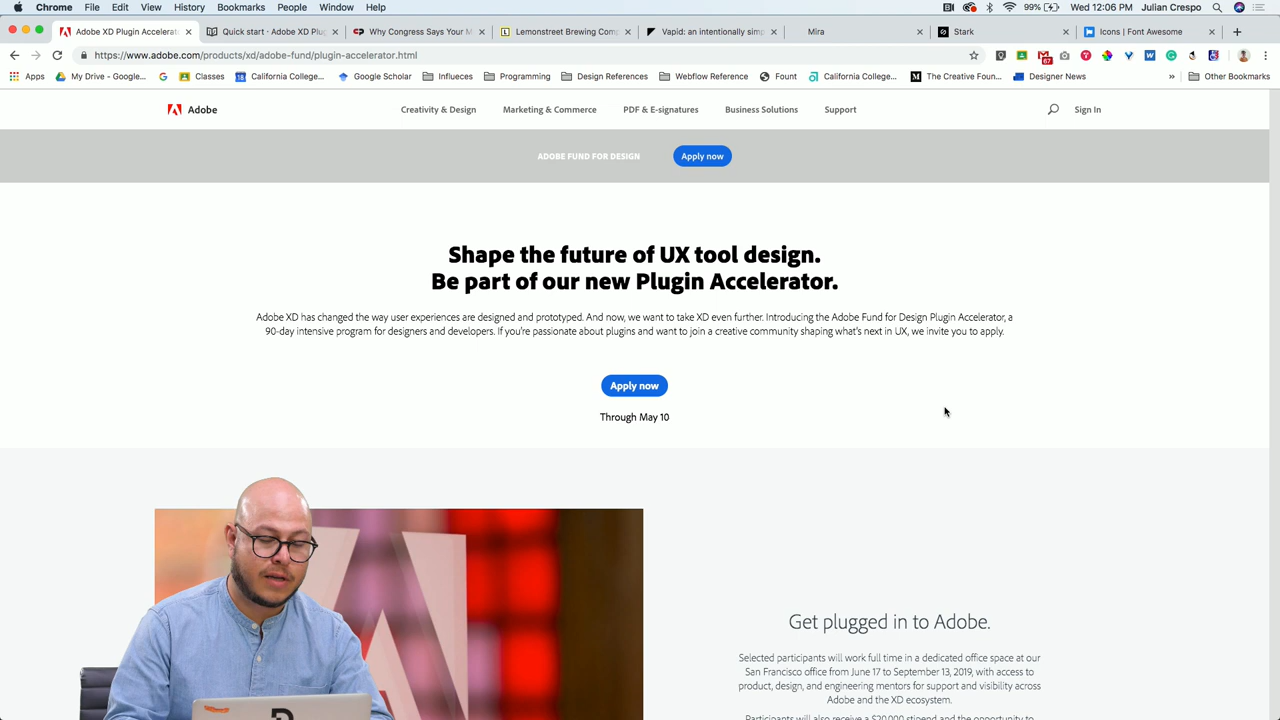 Chrome File Edit View History Bookmarks People Window Help 99% Wed 12:06 PM Julian Crespo
Adobe XD Plugin Accelerat Quick start - Adobe XD Plu Why Congress Says Your M Lemonstreet Brewing Com Vapid: an intentionally simp Mira Stark Icons | Font Awesome
https://www.adobe.com/products/xd/adobe-fund/plugin-accelerator.html 67
Apps My Drive - Google... Classes California Colleg... Google Scholar Influeces Programming Design References Webflow Reference Fount California Colleg... The Creative Foun... Designer News » Other Bookmarks
Adobe Creativity & Design Marketing & Commerce PDF & E-signatures Business Solutions Support Sign In
ADOBE FUND FOR DESIGN Apply now
Shape the future of UX tool design.
Be part of our new Plugin Accelerator.
Adobe XD has changed the way user experiences are designed and prototyped. And now, we want to take XD even further. Introducing the Adobe Fund for Design Plugin Accelerator, a
90-day intensive program for designers and developers. If you're passionate about plugins and want to join a creative community shaping what's next in UX, we invite you to apply.
Apply now
Through May 10
Get plugged in to Adobe.
Selected participants will work full time in a dedicated office space at our
San Francisco office from June 17 to September 13, 2019, with access to
product, design, and engineering mentors for support and visibility across
Adobe and the XD ecosystem.
Participants will also receive a $20,000 stipend and the opportunity to